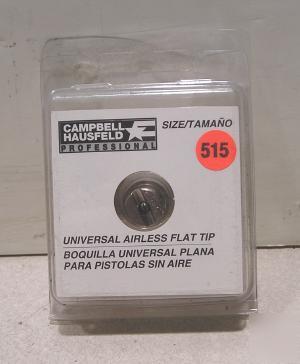 CAMPBELL
HAUSFELD
PROFESSIONAL
SIZE/TAMAÑO
515
UNIVERSAL AIRLESS FLAT TIP
BOQUILLA UNIVERSAL PLANA
PARA PISTOLAS SIN AIRE